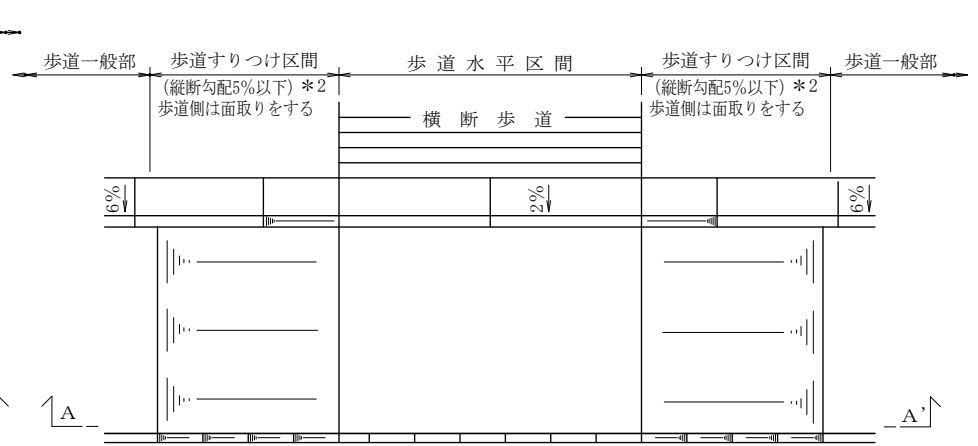 歩道一般部 歩道すりつけ区間 歩道水平区間 歩道すりつけ区間 歩道一般部
(縦断勾配5%以下)＊2 (縦断勾配5%以下)＊2
歩道側は面取りをする 歩道側は面取りをする
横断歩道
6% 2% 6%
A A'